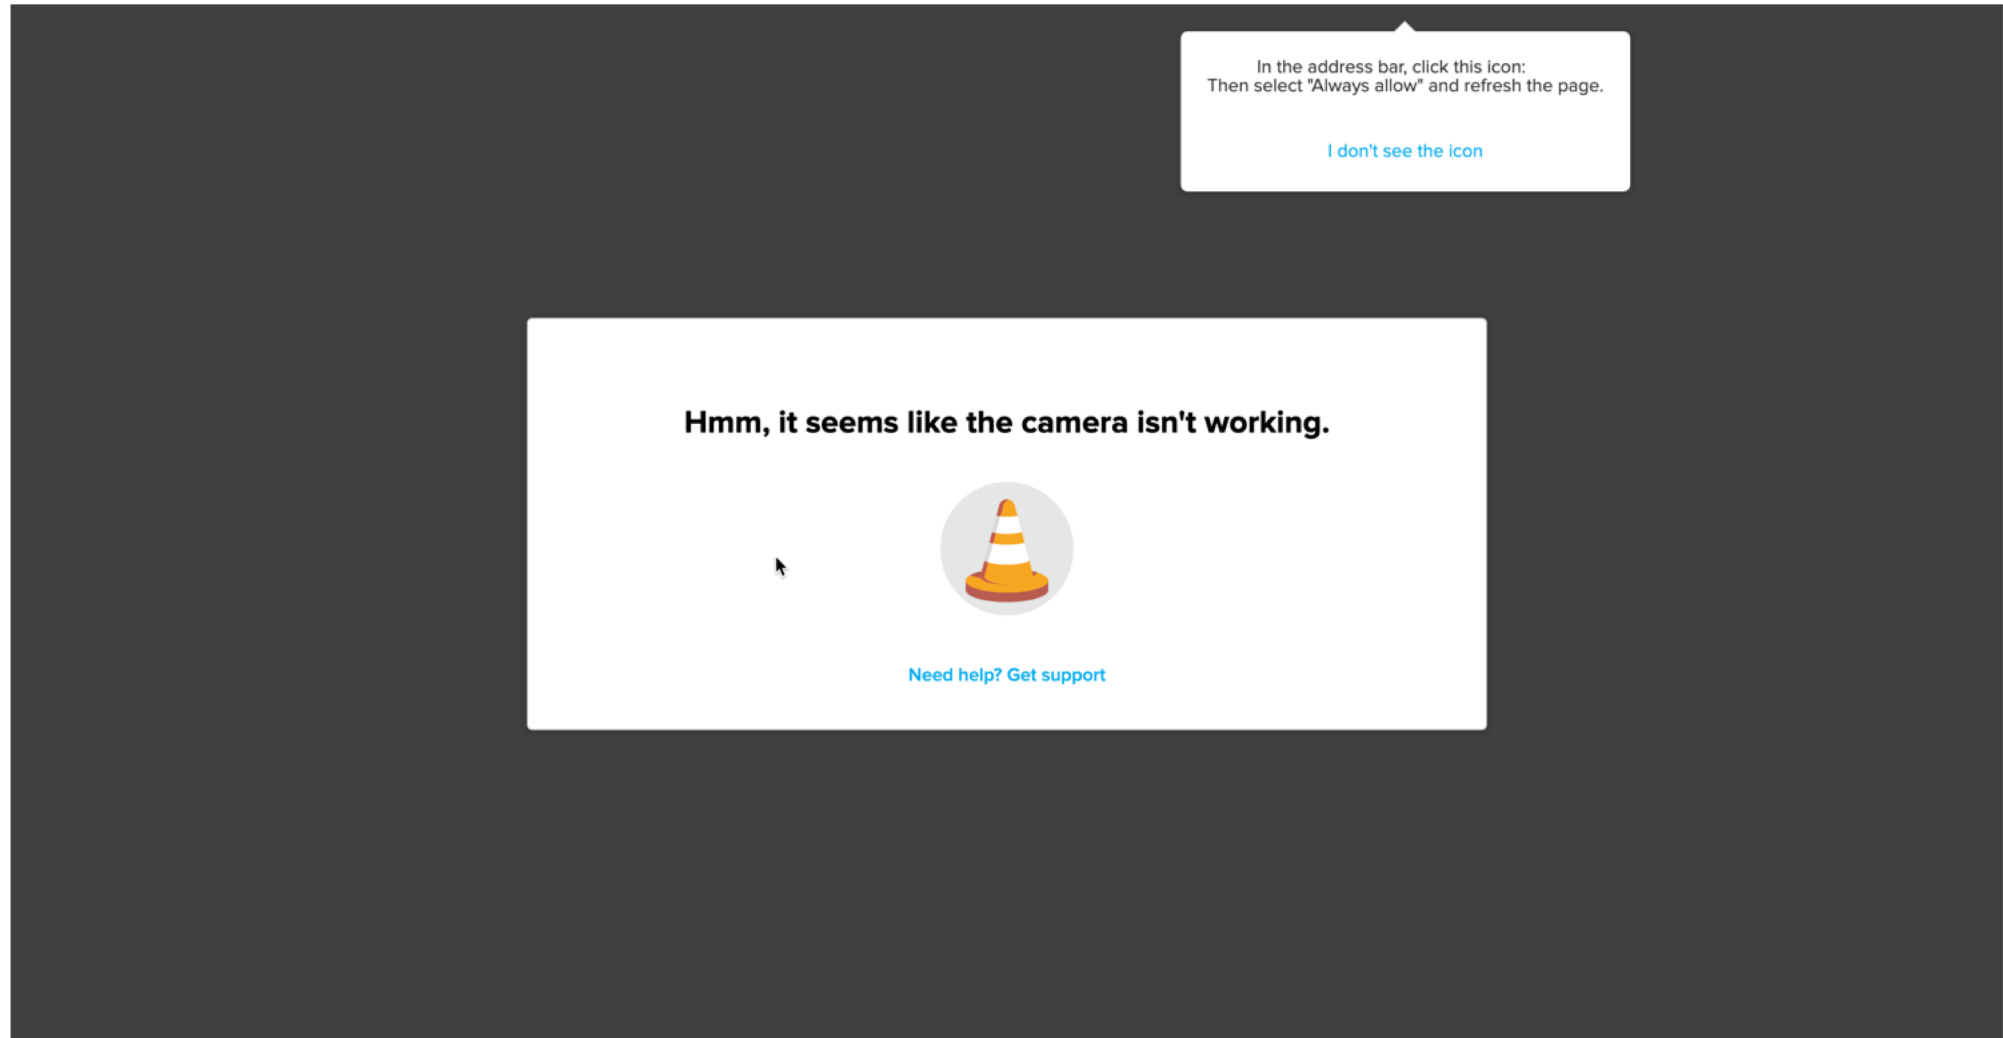 In the address bar, click this icon:
Then select "Always allow" and refresh the page.
I don't see the icon
Hmm, it seems like the camera isn't working.
Need help? Get support